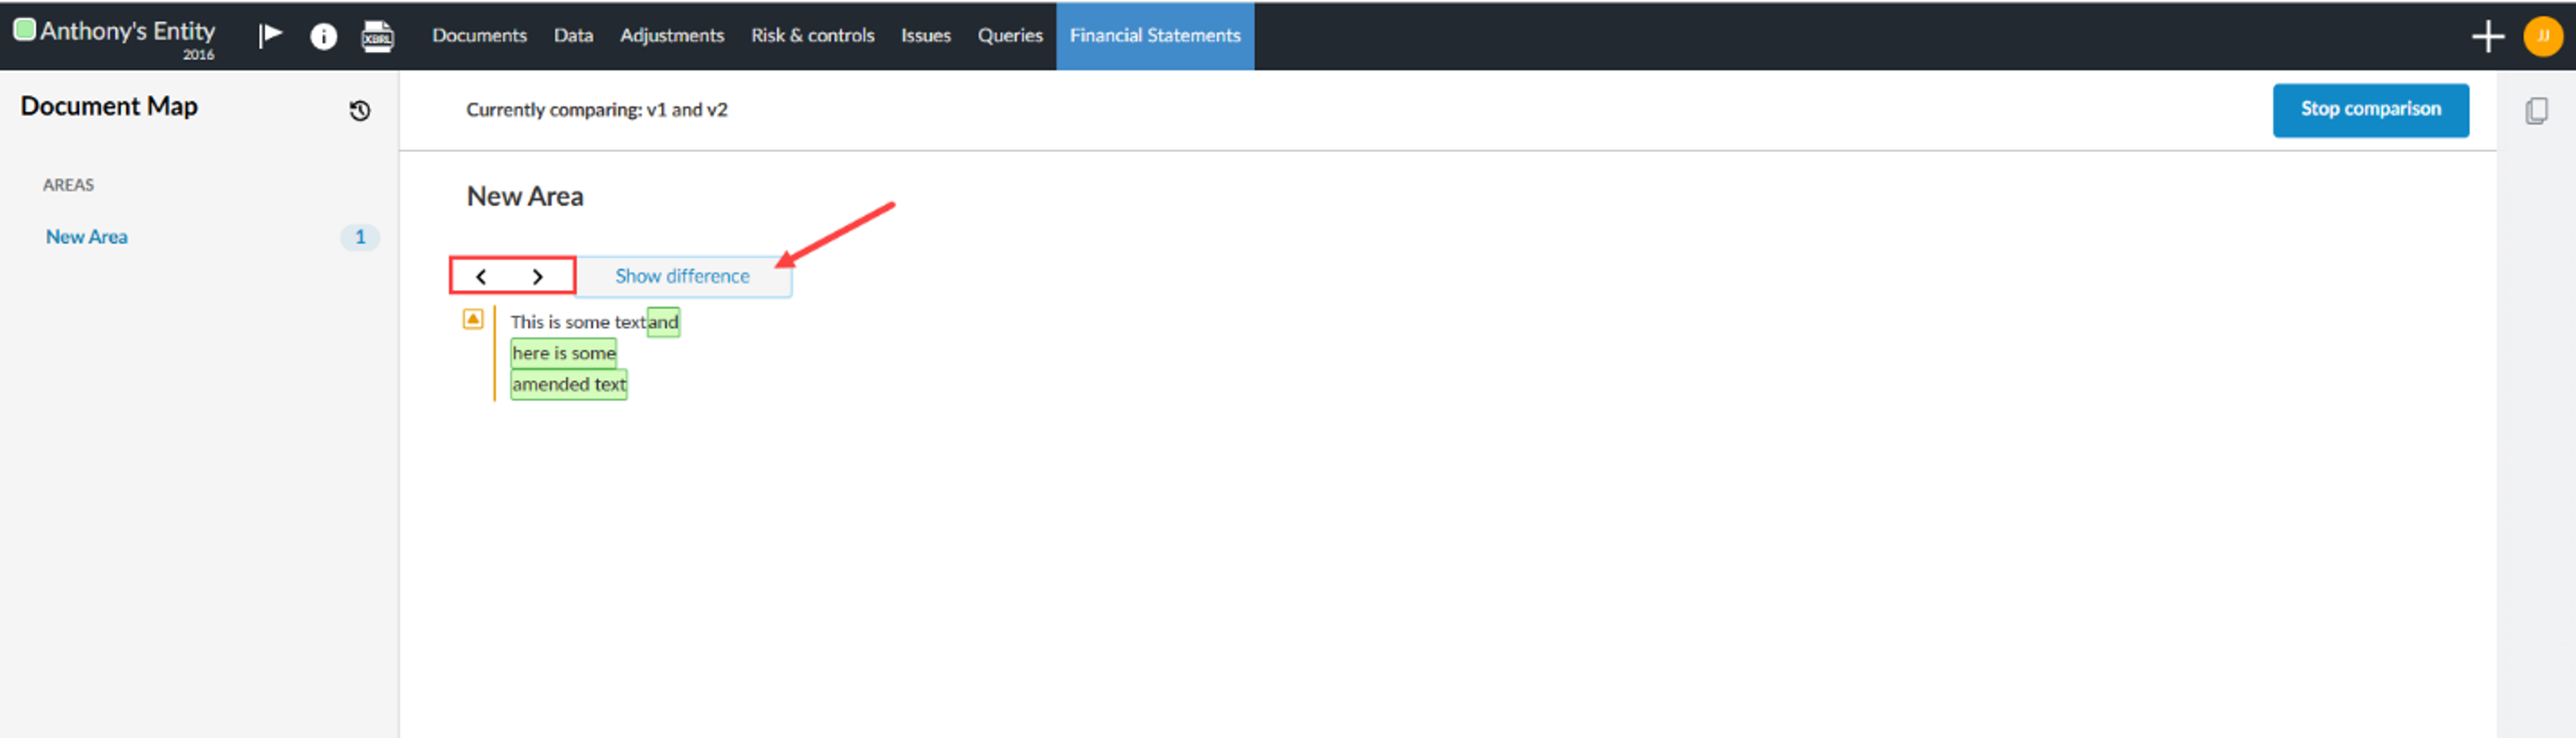 Anthony's Entity
2016
XBRL
Documents Data Adjustments Risk & controls Issues Queries Financial Statements
JJ
Document Map
Currently comparing: v1 and v2
Stop comparison
AREAS
New Area 1
New Area
Show difference
This is some text and
here is some
amended text